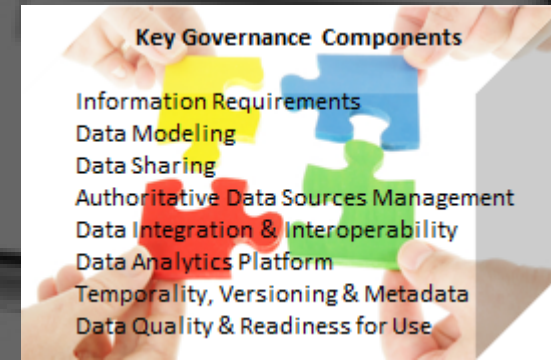 Key Governance Components
Information Requirements
Data Modeling
Data Sharing
Authoritative Data Sources Management
Data Integration & Interoperability
Data Analytics Platform
Temporality, Versioning & Metadata
Data Quality & Readiness for Use